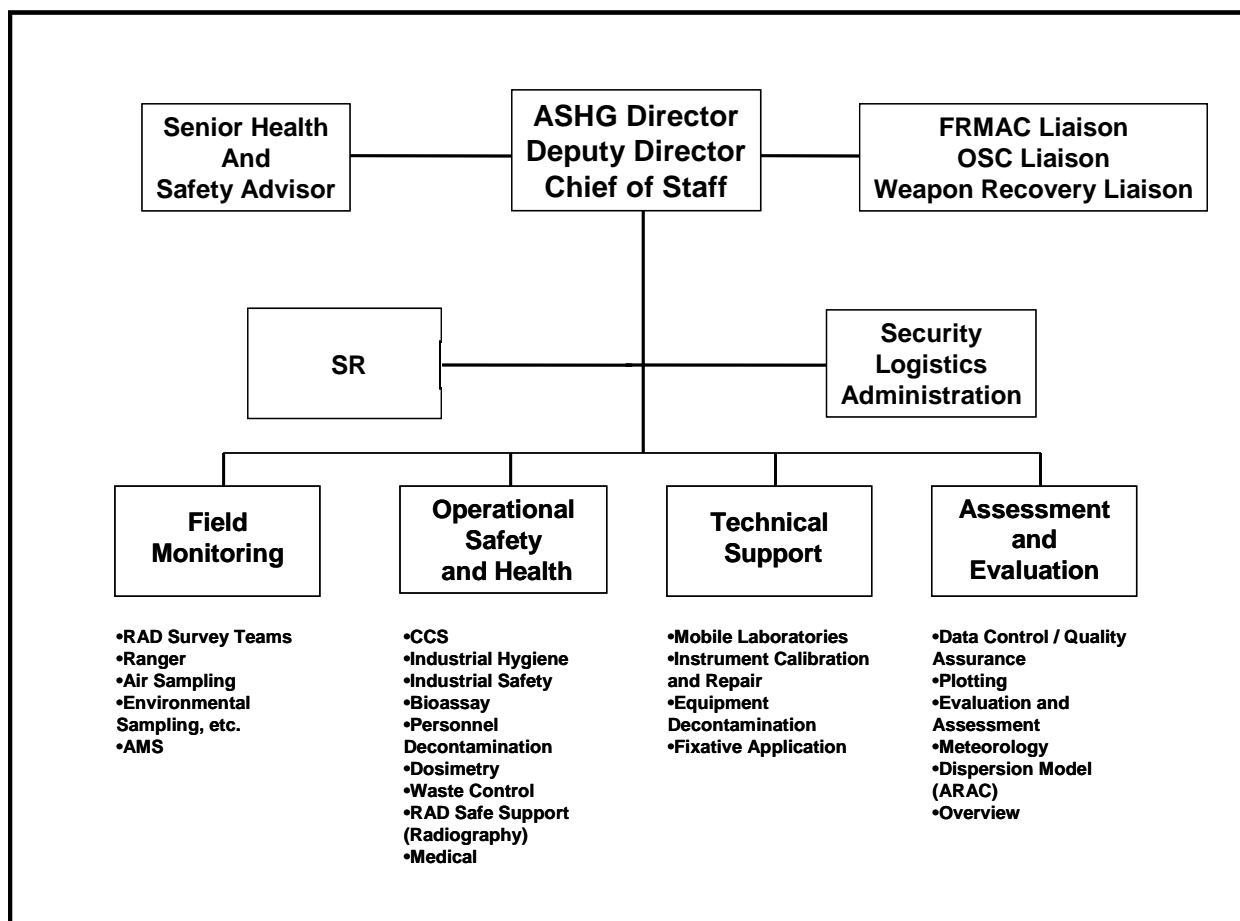 Senior Health
And
Safety Advisor
ASHG Director
Deputy Director
Chief of Staff
FRMAC Liaison
OSC Liaison
Weapon Recovery Liaison
SR
Security
Logistics
Administration
Field
Monitoring
Operational
Safety
and Health
Technical
Support
Assessment
and
Evaluation
•RAD Survey Teams
•Ranger
•Air Sampling
•Environmental
Sampling, etc.
•AMS
•CCS
•Industrial Hygiene
•Industrial Safety
•Bioassay
•Personnel
Decontamination
•Dosimetry
•Waste Control
•RAD Safe Support
(Radiography)
•Medical
•Mobile Laboratories
•Instrument Calibration
and Repair
•Equipment
Decontamination
•Fixative Application
•Data Control / Quality
Assurance
•Plotting
•Evaluation and
Assessment
•Meteorology
•Dispersion Model
(ARAC)
•Overview